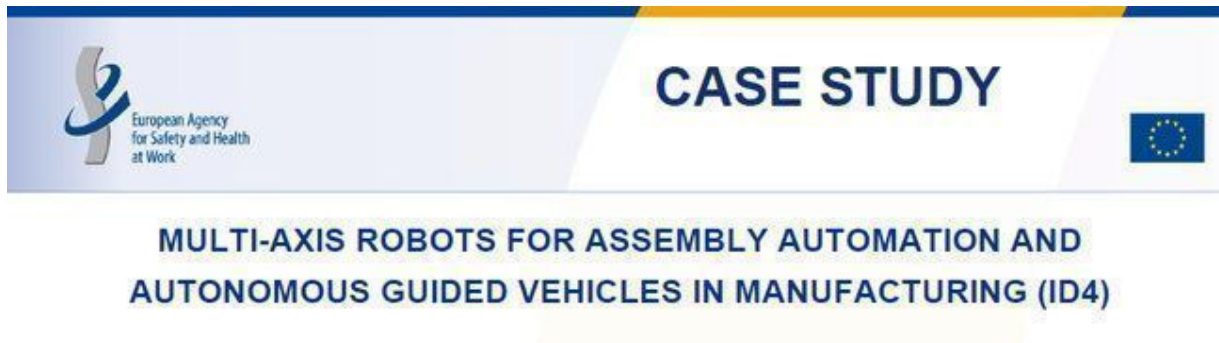 European Agency
for Safety and Health
at Work
CASE STUDY
MULTI-AXIS ROBOTS FOR ASSEMBLY AUTOMATION AND
AUTONOMOUS GUIDED VEHICLES IN MANUFACTURING (ID4)